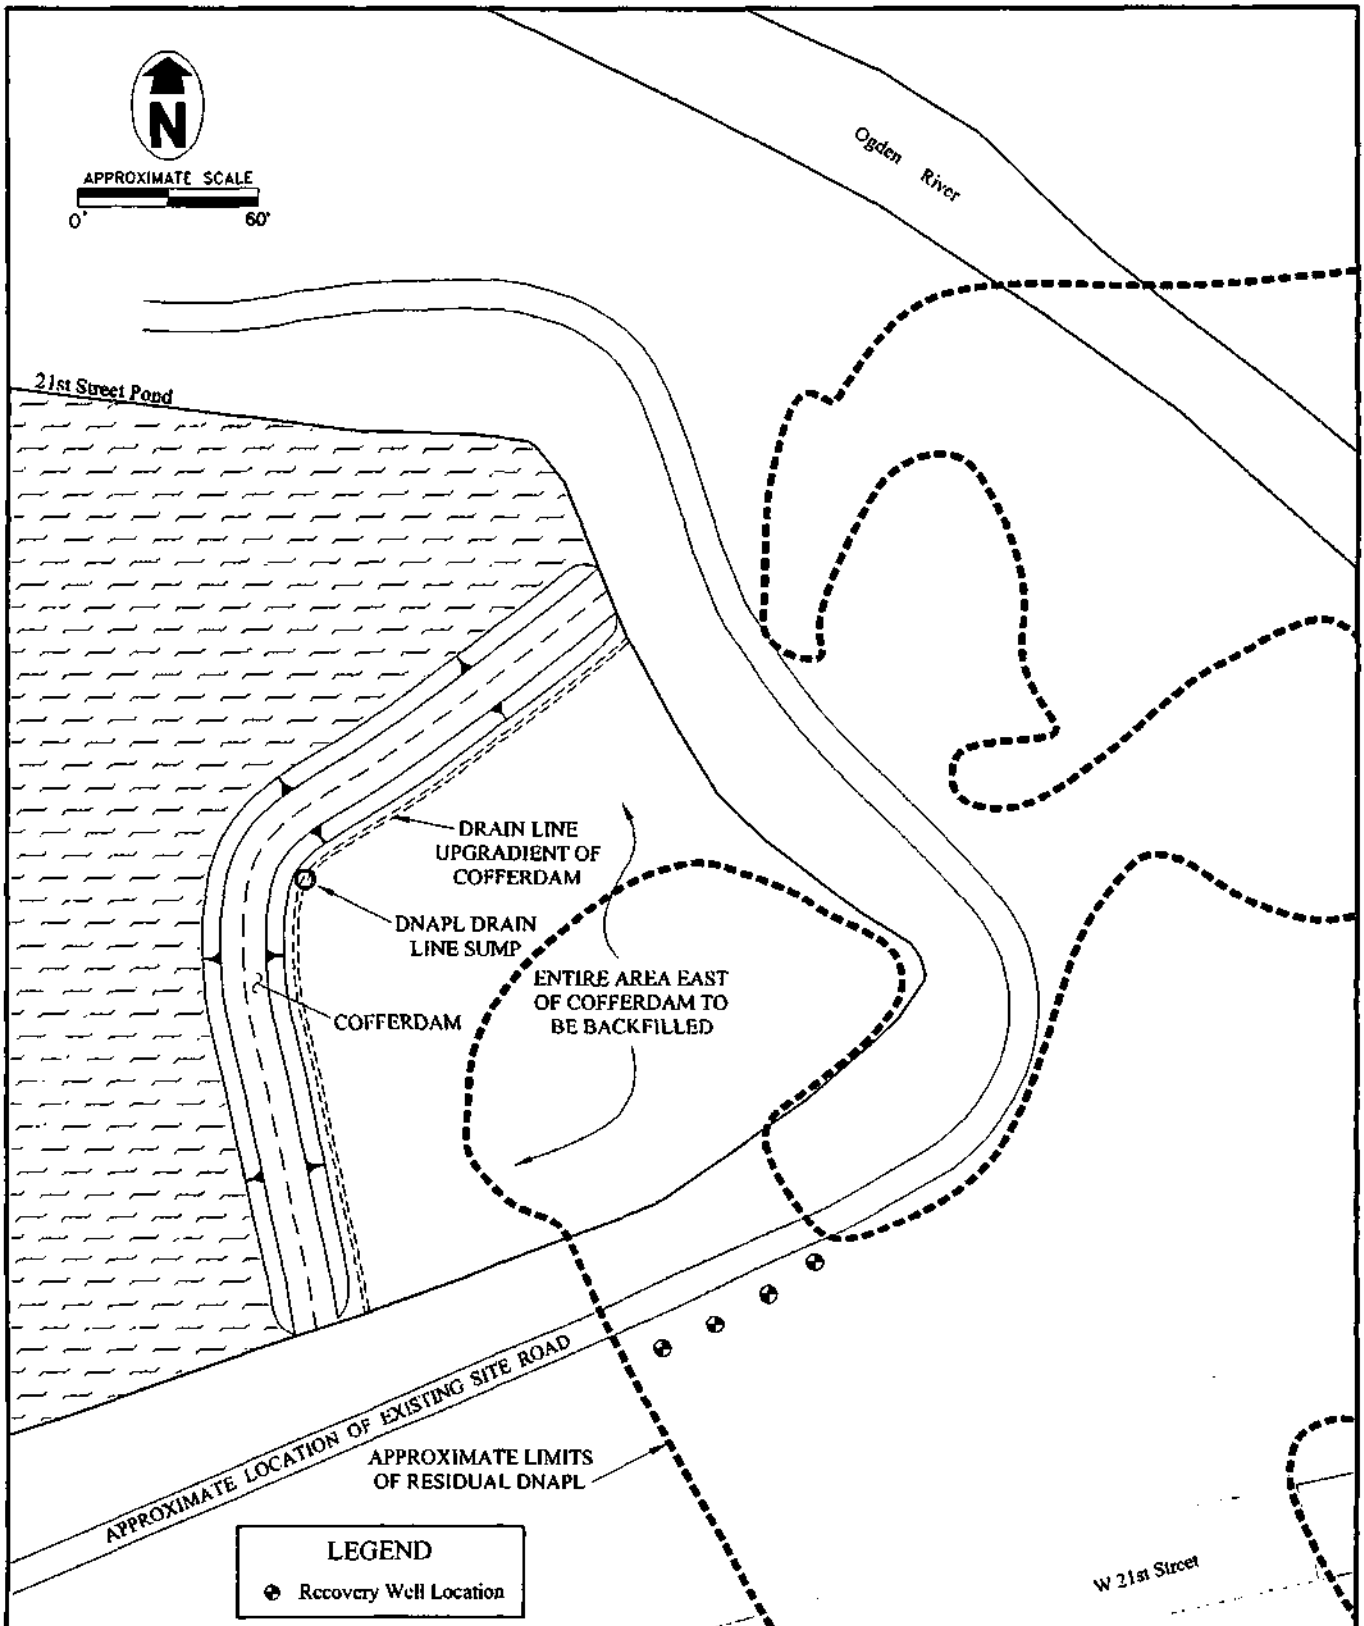 N
APPROXIMATE SCALE
0'
60'
Ogden River
21st Street Pond
DRAIN LINE
UPGRADIENT OF
COFFERDAM
DNAPL DRAIN
LINE SUMP
ENTIRE AREA EAST
OF COFFERDAM TO
BE BACKFILLED
COFFERDAM
APPROXIMATE LOCATION OF EXISTING SITE ROAD
APPROXIMATE LIMITS
OF RESIDUAL DNAPL
LEGEND
Recovery Well Location
W 21st Street